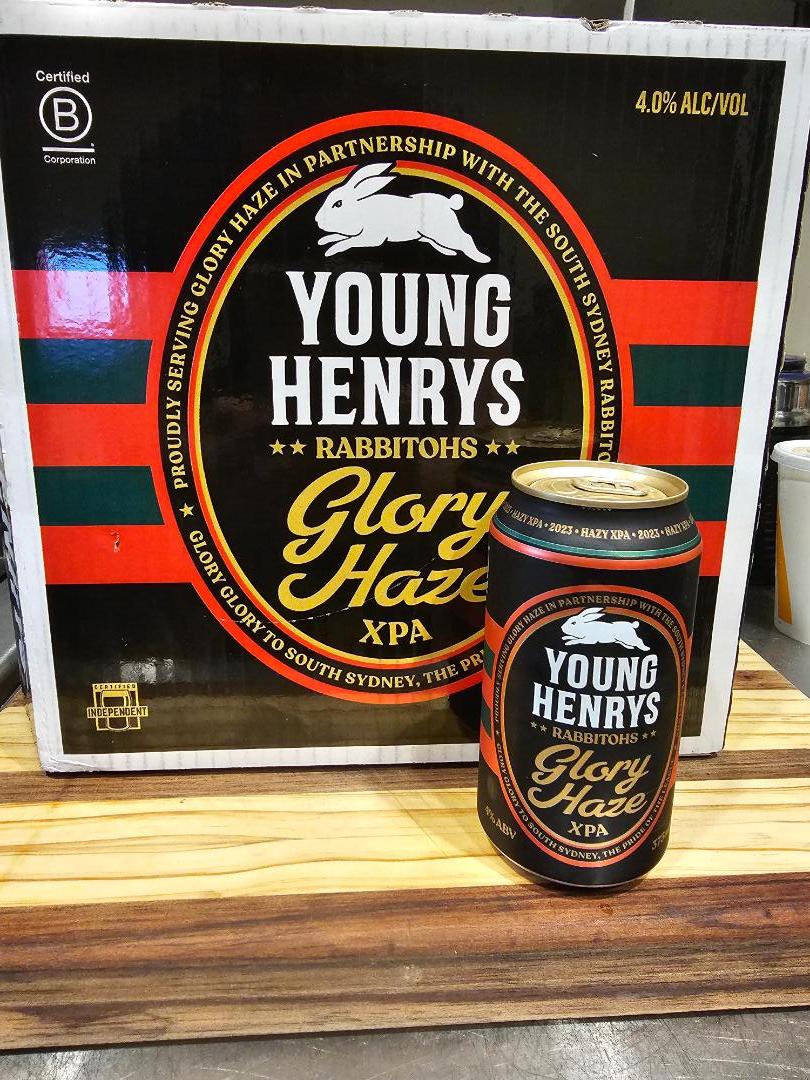 Certified
B
Corporation
4.0% ALC/VOL
PROUDLY SERVING GLORY HAZE IN PARTNERSHIP WITH THE SOUTH SYDNEY
YOUNG
HENRYS
★★ RABBITOHS ★★
Glory
Haze
XPA
★ GLORY GLORY TO SOUTH SYDNEY, THE
CERTIFIED
INDEPENDENT
HAZY XPA • 2023 • HAZY XPA • 2023 • HAZY XPA
PROUDLY SERVING GLORY HAZE IN PARTNERSHIP WITH THE
YOUNG
HENRYS
★★ RABBITOHS ★★
Glory
Haze
XPA
GLORY GLORY TO SOUTH SYDNEY, THE PRIDE OF THE
4% ABV